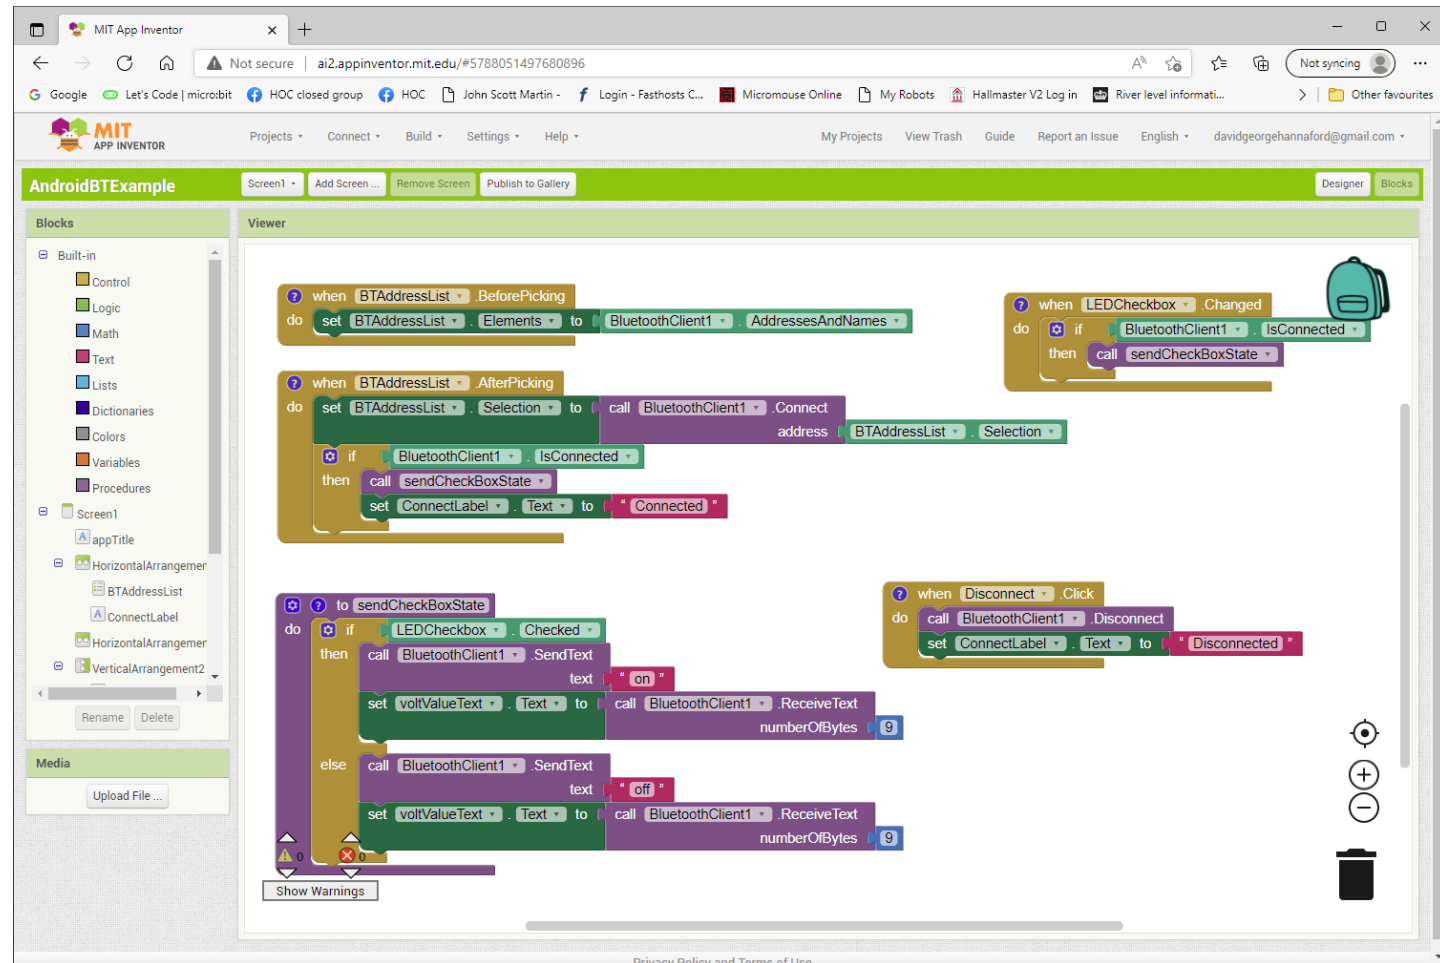 MIT App Inventor
Not secure ai2.appinventor.mit.edu/#5788051497680896 Not syncing
Google Let's Code | micro:bit HOC closed group HOC John Scott Martin - Login - Fasthosts C... Micromouse Online My Robots Hallmaster V2 Log in River level informati... Other favourites
MIT
APP INVENTOR
Projects Connect Build Settings Help My Projects View Trash Guide Report an Issue English davidgeorgehannaford@gmail.com
AndroidBTExample Screen1 Add Screen ... Remove Screen Publish to Gallery Designer Blocks
Blocks
Viewer
Built-in
Control
Logic
Math
Text
Lists
Dictionaries
Colors
Variables
Procedures
Screen1
appTitle
HorizontalArrangemen
BTAddressList
ConnectLabel
HorizontalArrangemen
VerticalArrangement2
Rename Delete
Media
Upload File ...
when BTAddressList .BeforePicking
do set BTAddressList . Elements to BluetoothClient1 . AddressesAndNames
when LEDCheckbox .Changed
do if BluetoothClient1 . IsConnected
then call sendCheckBoxState
when BTAddressList .AfterPicking
do set BTAddressList . Selection to call BluetoothClient1 .Connect
address BTAddressList . Selection
if BluetoothClient1 . IsConnected
then call sendCheckBoxState
set ConnectLabel . Text to " Connected "
to sendCheckBoxState
do if LEDCheckbox . Checked
then call BluetoothClient1 .SendText
text " on "
set voltValueText . Text to call BluetoothClient1 .ReceiveText
numberOfBytes 9
else call BluetoothClient1 .SendText
text " off "
set voltValueText . Text to call BluetoothClient1 .ReceiveText
numberOfBytes 9
when Disconnect .Click
do call BluetoothClient1 .Disconnect
set ConnectLabel . Text to " Disconnected "
0 0
Show Warnings
Privacy Policy and Terms of Use